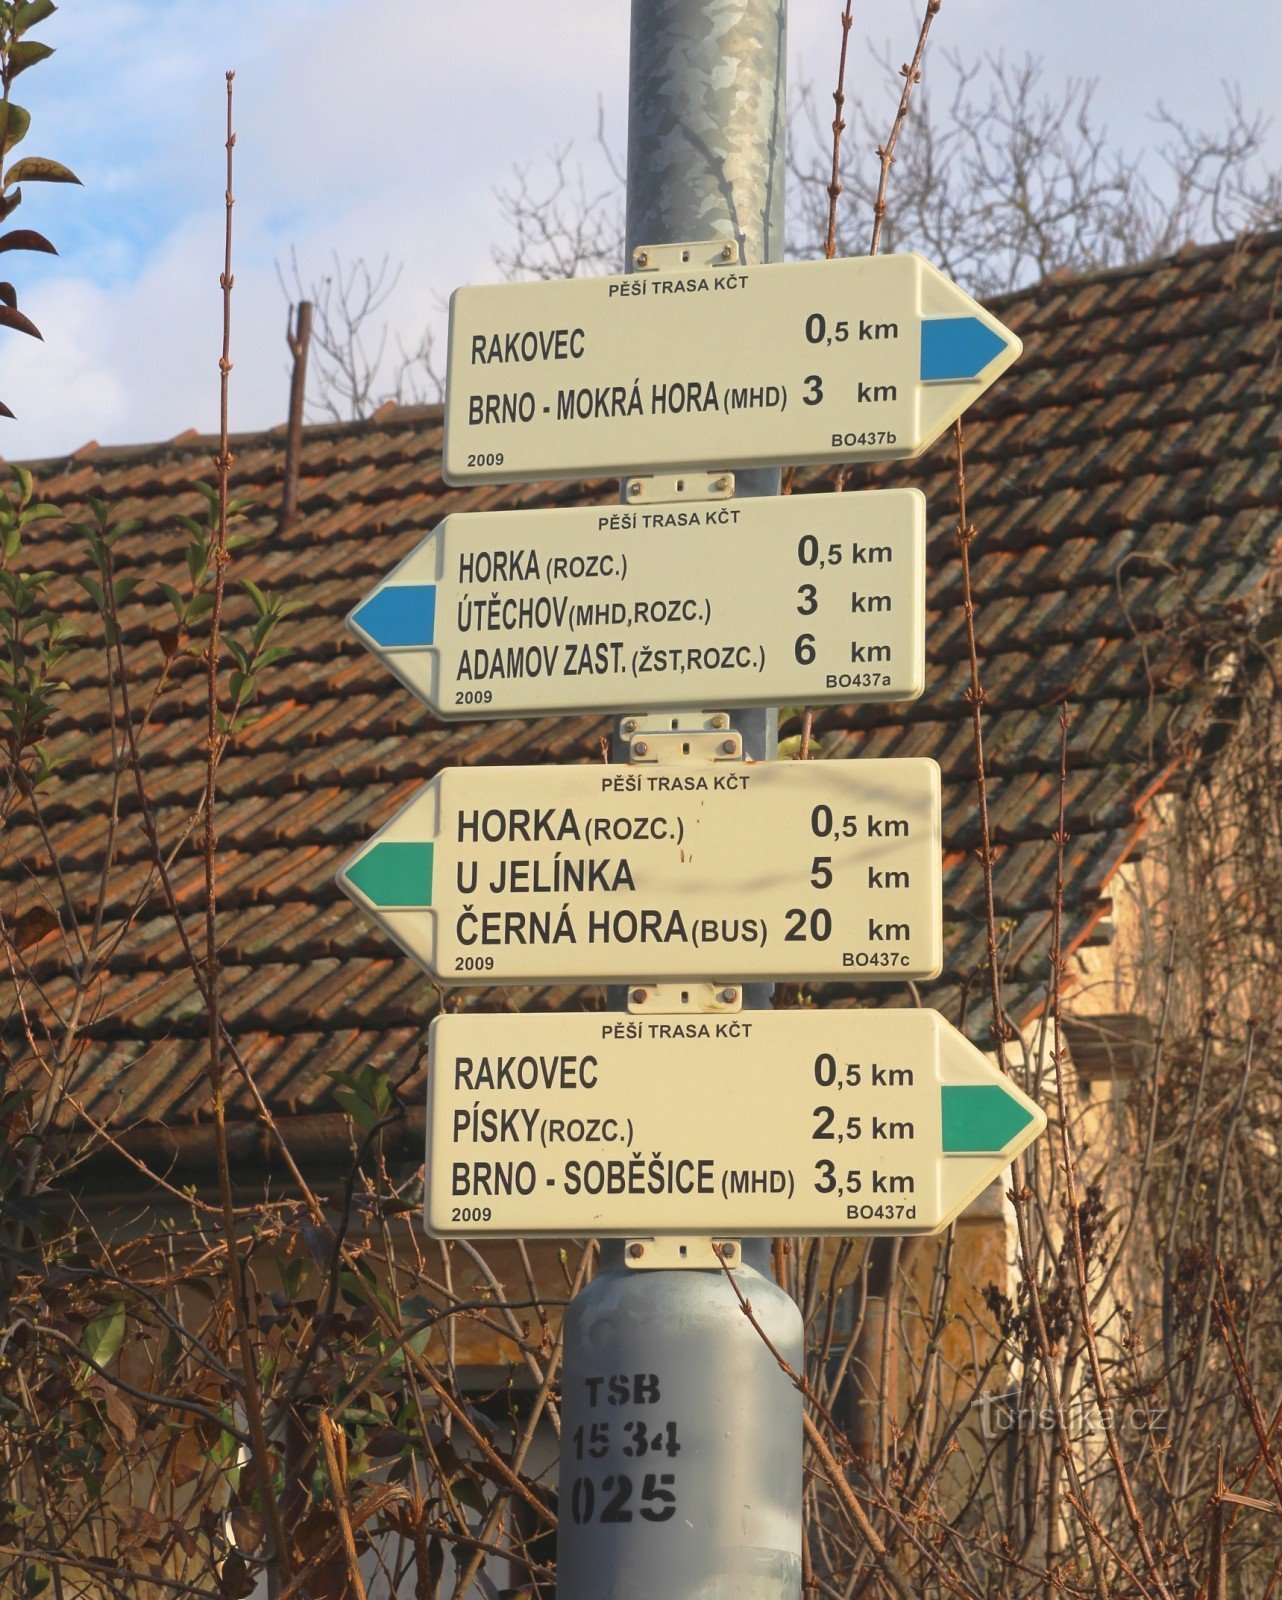 PĚŠÍ TRASA KČT
RAKOVEC 0,5 km
BRNO - MOKRÁ HORA (MHD) 3 km
2009 BO437b
PĚŠÍ TRASA KČT
HORKA (ROZC.) 0,5 km
ÚTĚCHOV(MHD,ROZC.) 3 km
ADAMOV ZAST. (ŽST,ROZC.) 6 km
2009 BO437a
PĚŠÍ TRASA KČT
HORKA (ROZC.) 0,5 km
U JELÍNKA 5 km
ČERNÁ HORA (BUS) 20 km
2009 BO437c
PĚŠÍ TRASA KČT
RAKOVEC 0,5 km
PÍSKY(ROZC.) 2,5 km
BRNO - SOBĚŠICE (MHD) 3,5 km
2009 BO437d
TSB
15 34
025
Turistika.cz